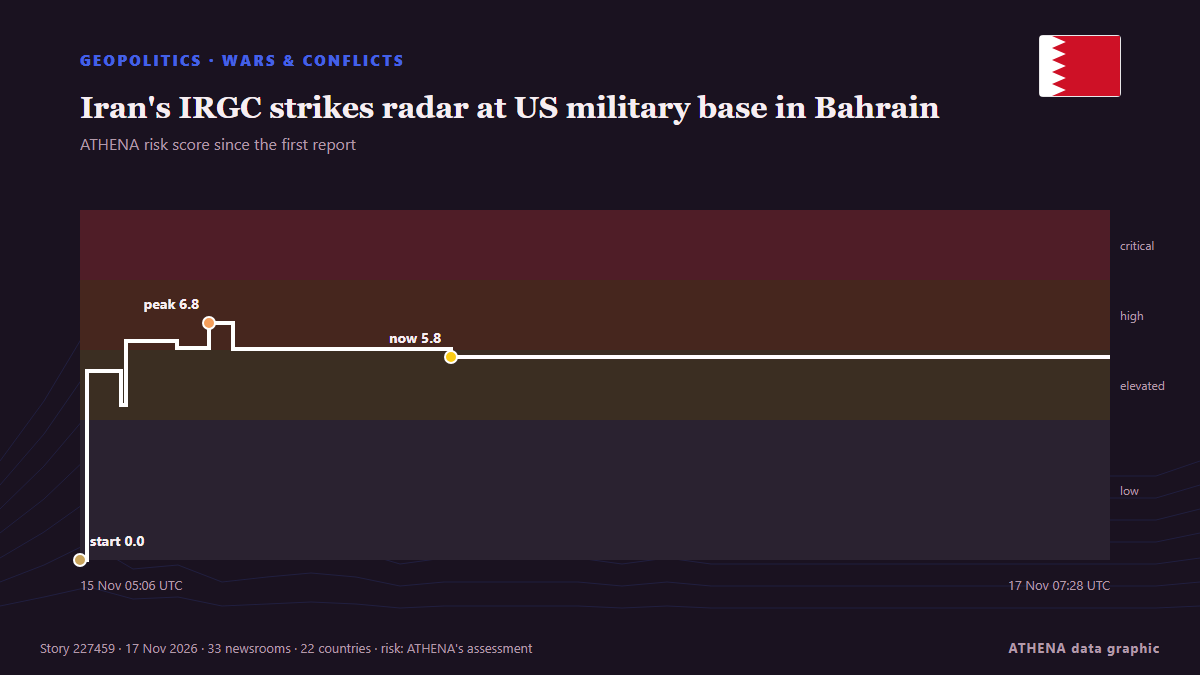 GEOPOLITICS · WARS & CONFLICTS
Iran's IRGC strikes radar at US military base in Bahrain
ATHENA risk score since the first report
critical
peak 6.8
high
now 5.8
elevated
low
start 0.0
15 Nov 05:06 UTC
17 Nov 07:28 UTC
Story 227459 · 17 Nov 2026 · 33 newsrooms · 22 countries · risk: ATHENA's assessment
ATHENA data graphic